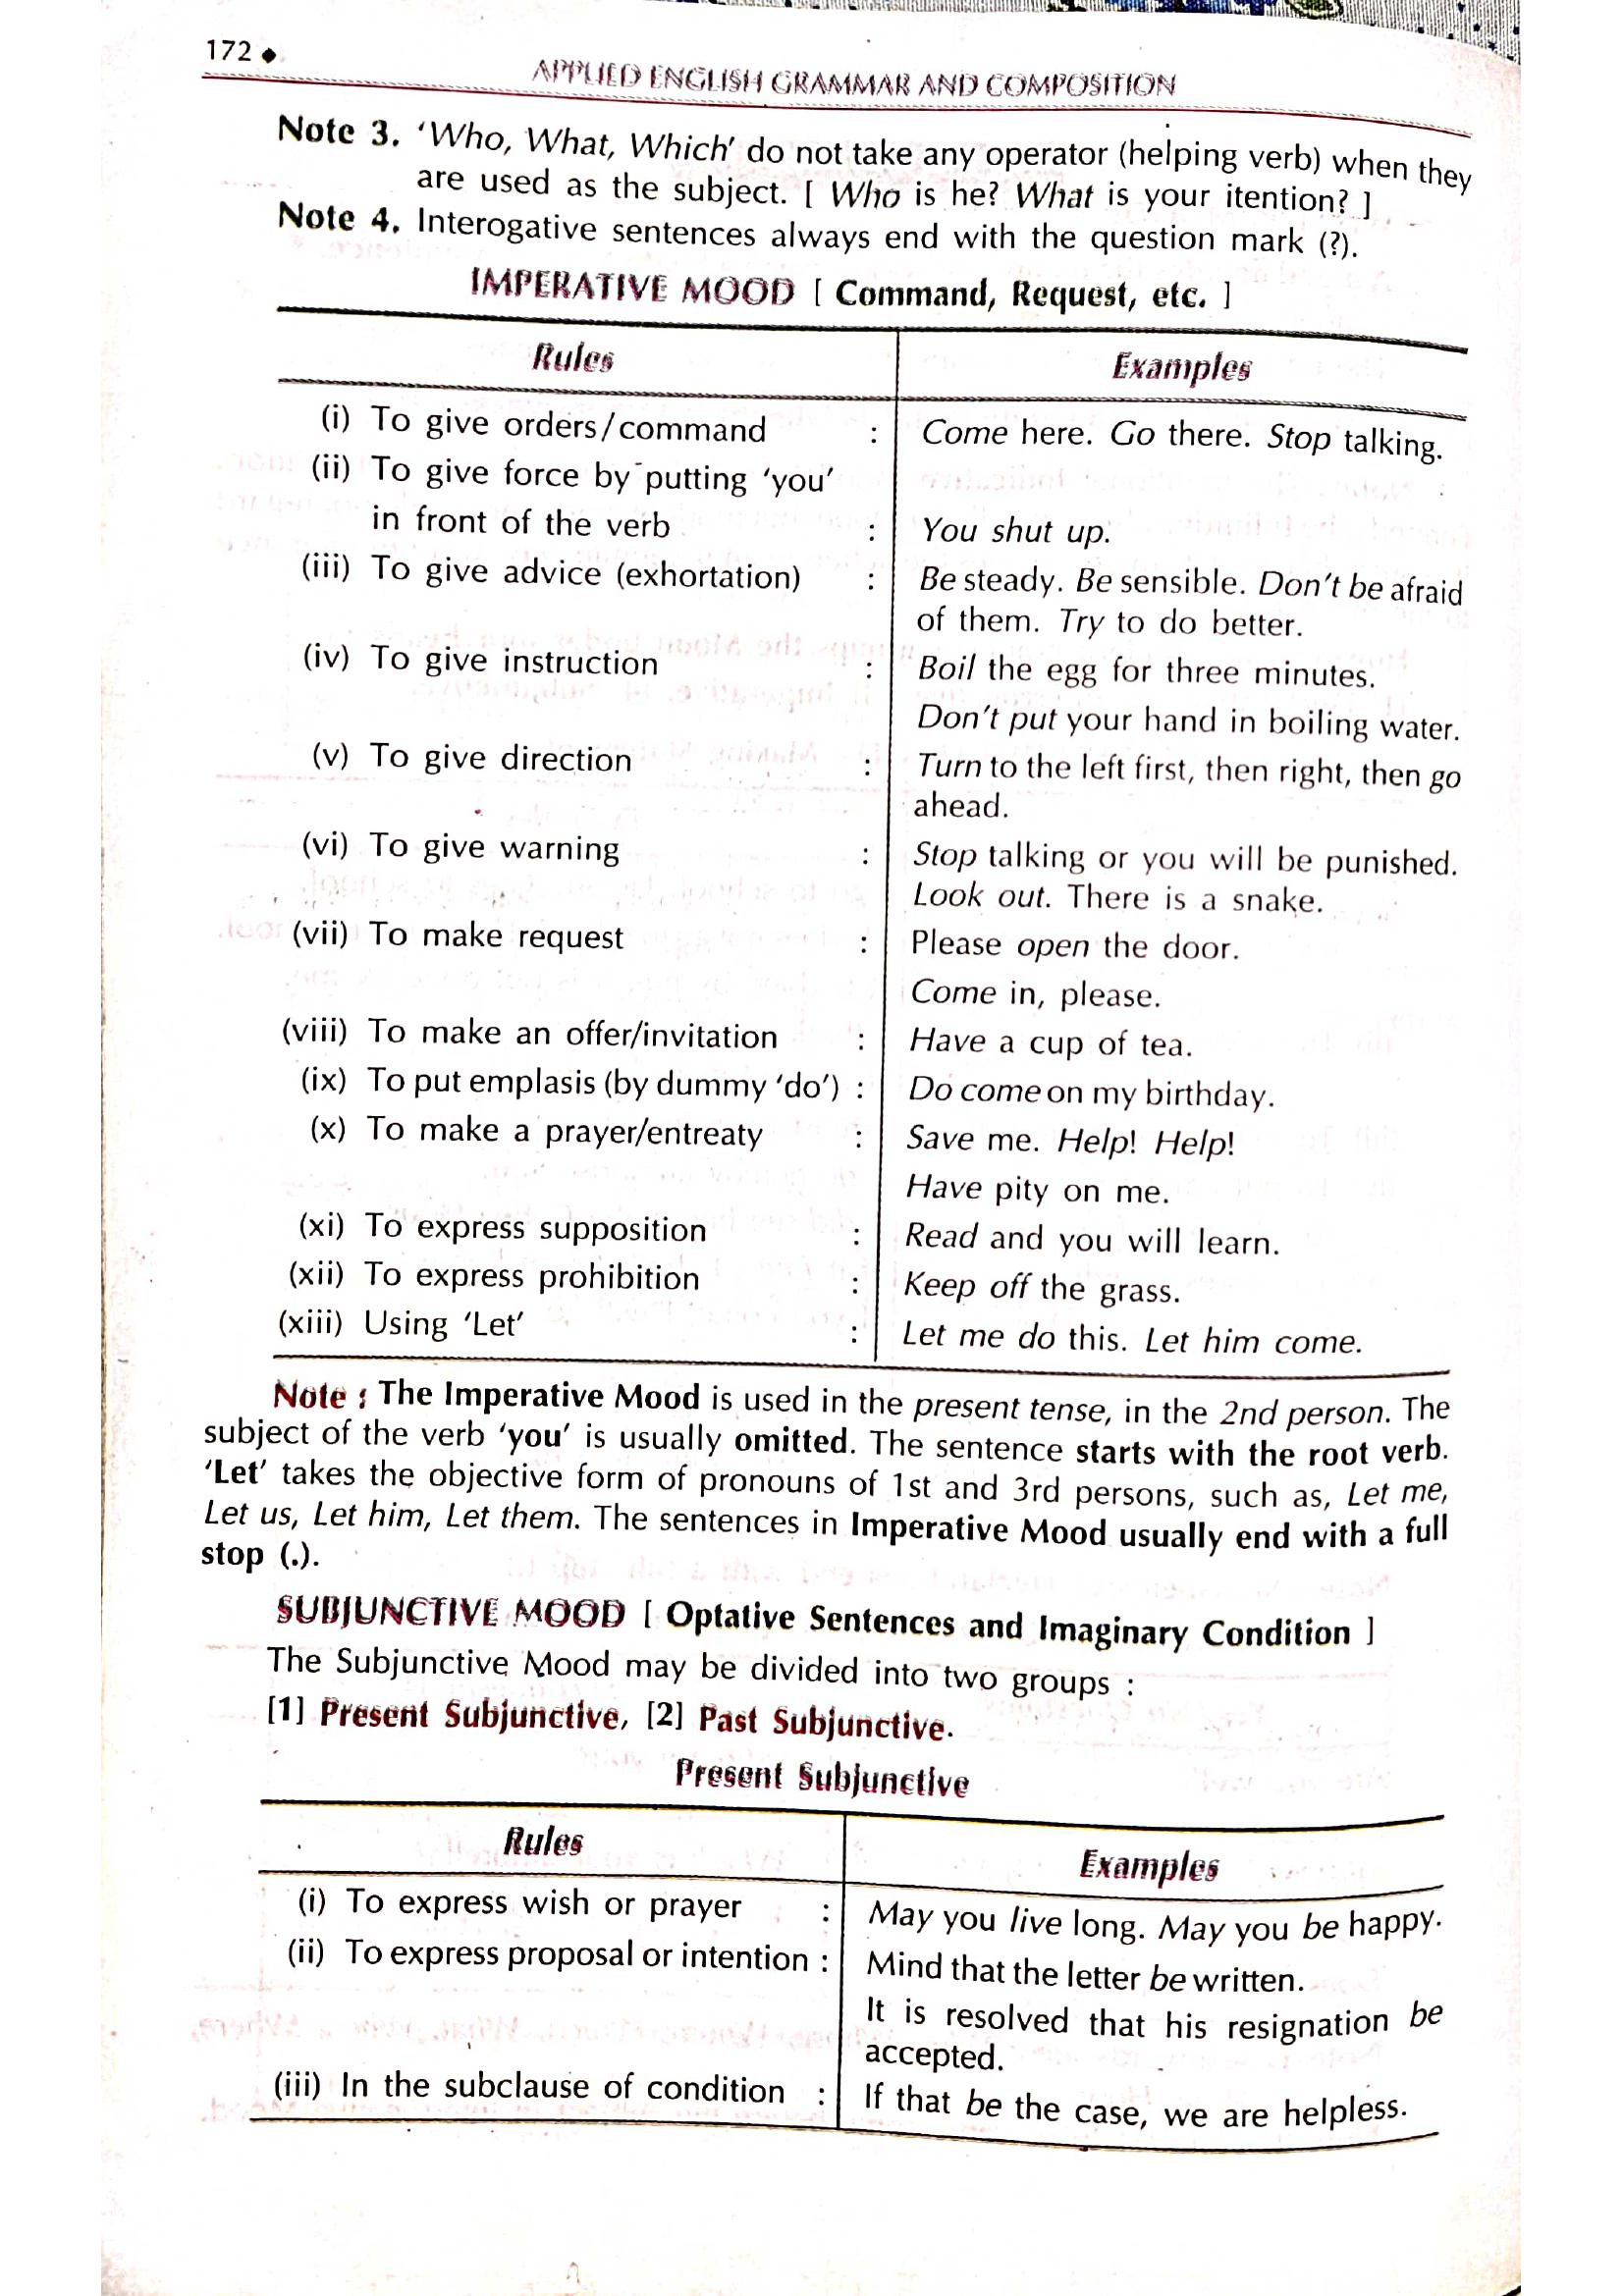 172 ◆
APPLIED ENGLISH GRAMMAR AND COMPOSITION
Note 3. ‘Who, What, Which’ do not take any operator (helping verb) when they
are used as the subject. [ Who is he? What is your itention? ]
Note 4. Interogative sentences always end with the question mark (?).
IMPERATIVE MOOD [ Command, Request, etc. ]
Rules Examples
(i) To give orders/command : Come here. Go there. Stop talking.
(ii) To give force by putting ‘you’
in front of the verb : You shut up.
(iii) To give advice (exhortation) : Be steady. Be sensible. Don’t be afraid
of them. Try to do better.
(iv) To give instruction : Boil the egg for three minutes.
Don’t put your hand in boiling water.
(v) To give direction : Turn to the left first, then right, then go
ahead.
(vi) To give warning : Stop talking or you will be punished.
Look out. There is a snake.
(vii) To make request : Please open the door.
Come in, please.
(viii) To make an offer/invitation : Have a cup of tea.
(ix) To put emplasis (by dummy ‘do’) : Do come on my birthday.
(x) To make a prayer/entreaty : Save me. Help! Help!
Have pity on me.
(xi) To express supposition : Read and you will learn.
(xii) To express prohibition : Keep off the grass.
(xiii) Using ‘Let’ : Let me do this. Let him come.
Note : The Imperative Mood is used in the present tense, in the 2nd person. The
subject of the verb ‘you’ is usually omitted. The sentence starts with the root verb.
‘Let’ takes the objective form of pronouns of 1st and 3rd persons, such as, Let me,
Let us, Let him, Let them. The sentences in Imperative Mood usually end with a full
stop (.).
SUBJUNCTIVE MOOD [ Optative Sentences and Imaginary Condition ]
The Subjunctive Mood may be divided into two groups :
[1] Present Subjunctive, [2] Past Subjunctive.
Present Subjunctive
Rules Examples
(i) To express wish or prayer : May you live long. May you be happy.
(ii) To express proposal or intention : Mind that the letter be written.
It is resolved that his resignation be
accepted.
(iii) In the subclause of condition : If that be the case, we are helpless.